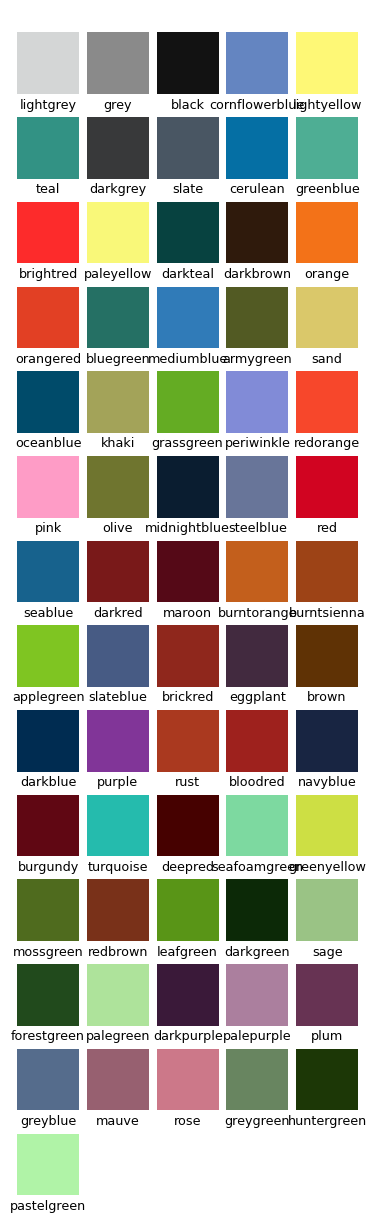 lightgrey grey black cornflowerblue lightyellow
teal darkgrey slate cerulean greenblue
brightred paleyellow darkteal darkbrown orange
orangered bluegreen mediumblue armygreen sand
oceanblue khaki grassgreen periwinkle redorange
pink olive midnightblue steelblue red
seablue darkred maroon burntorange burntsienna
applegreen slateblue brickred eggplant brown
darkblue purple rust bloodred navyblue
burgundy turquoise deepred seafoamgreen greenyellow
mossgreen redbrown leafgreen darkgreen sage
forestgreen palegreen darkpurple palepurple plum
greyblue mauve rose greygreen huntergreen
pastelgreen